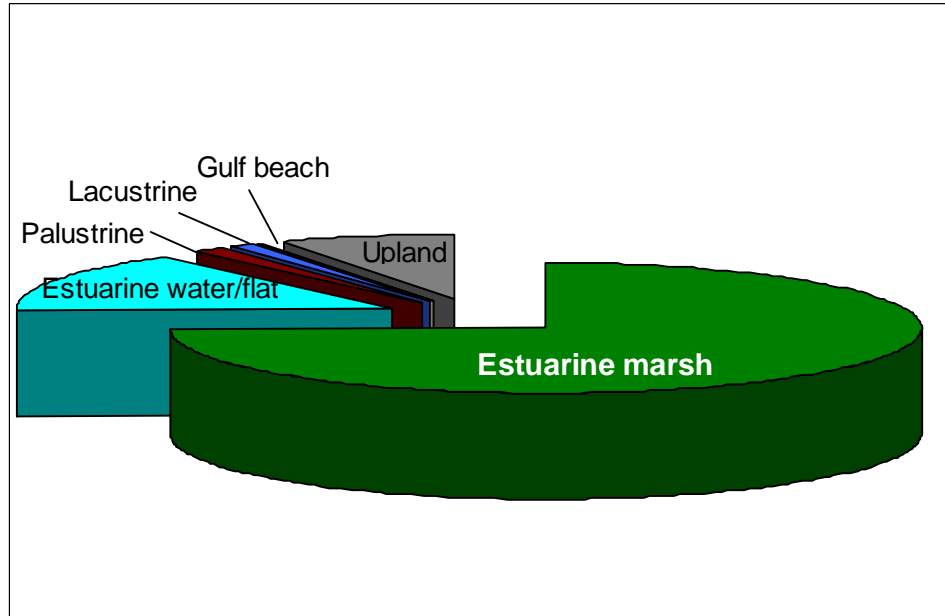 Gulf beach
Lacustrine
Palustrine
Upland
Estuarine water/flat
Estuarine marsh